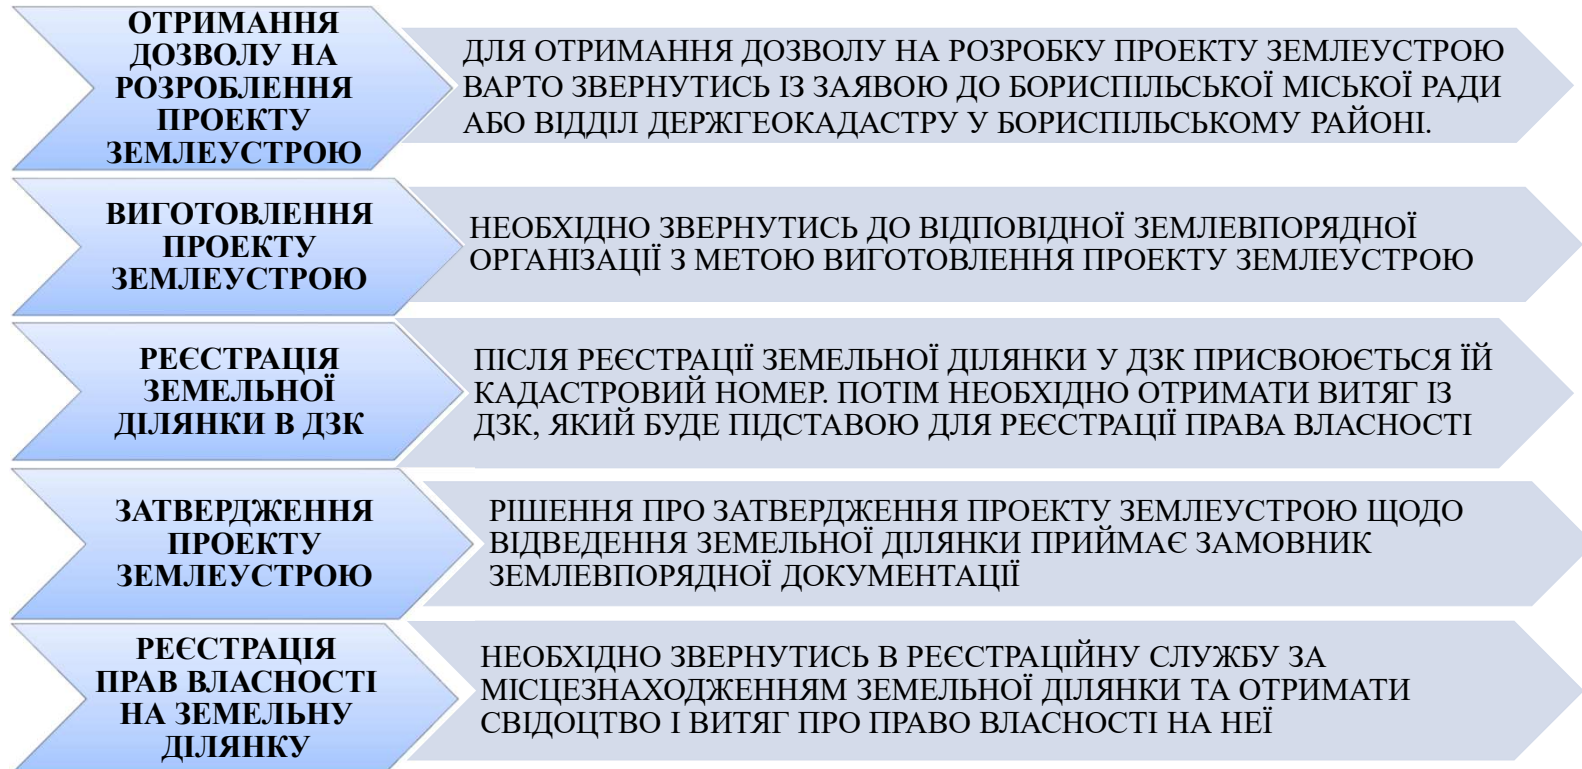 ОТРИМАННЯ
ДОЗВОЛУ НА
РОЗРОБЛЕННЯ
ПРОЕКТУ
ЗЕМЛЕУСТРОЮ
ДЛЯ ОТРИМАННЯ ДОЗВОЛУ НА РОЗРОБКУ ПРОЕКТУ ЗЕМЛЕУСТРОЮ
ВАРТО ЗВЕРНУТИСЬ ІЗ ЗАЯВОЮ ДО БОРИСПІЛЬСЬКОЇ МІСЬКОЇ РАДИ
АБО ВІДДІЛ ДЕРЖГЕОКАДАСТРУ У БОРИСПІЛЬСЬКОМУ РАЙОНІ.
ВИГОТОВЛЕННЯ
ПРОЕКТУ
ЗЕМЛЕУСТРОЮ
НЕОБХІДНО ЗВЕРНУТИСЬ ДО ВІДПОВІДНОЇ ЗЕМЛЕВПОРЯДНОЇ
ОРГАНІЗАЦІЇ З МЕТОЮ ВИГОТОВЛЕННЯ ПРОЕКТУ ЗЕМЛЕУСТРОЮ
РЕЄСТРАЦІЯ
ЗЕМЕЛЬНОЇ
ДІЛЯНКИ В ДЗК
ПІСЛЯ РЕЄСТРАЦІЇ ЗЕМЕЛЬНОЇ ДІЛЯНКИ У ДЗК ПРИСВОЮЄТЬСЯ ЇЙ
КАДАСТРОВИЙ НОМЕР. ПОТІМ НЕОБХІДНО ОТРИМАТИ ВИТЯГ ІЗ
ДЗК, ЯКИЙ БУДЕ ПІДСТАВОЮ ДЛЯ РЕЄСТРАЦІЇ ПРАВА ВЛАСНОСТІ
ЗАТВЕРДЖЕННЯ
ПРОЕКТУ
ЗЕМЛЕУСТРОЮ
РІШЕННЯ ПРО ЗАТВЕРДЖЕННЯ ПРОЕКТУ ЗЕМЛЕУСТРОЮ ЩОДО
ВІДВЕДЕННЯ ЗЕМЕЛЬНОЇ ДІЛЯНКИ ПРИЙМАЄ ЗАМОВНИК
ЗЕМЛЕВПОРЯДНОЇ ДОКУМЕНТАЦІЇ
РЕЄСТРАЦІЯ
ПРАВ ВЛАСНОСТІ
НА ЗЕМЕЛЬНУ
ДІЛЯНКУ
НЕОБХІДНО ЗВЕРНУТИСЬ В РЕЄСТРАЦІЙНУ СЛУЖБУ ЗА
МІСЦЕЗНАХОДЖЕННЯМ ЗЕМЕЛЬНОЇ ДІЛЯНКИ ТА ОТРИМАТИ
СВІДОЦТВО І ВИТЯГ ПРО ПРАВО ВЛАСНОСТІ НА НЕЇ